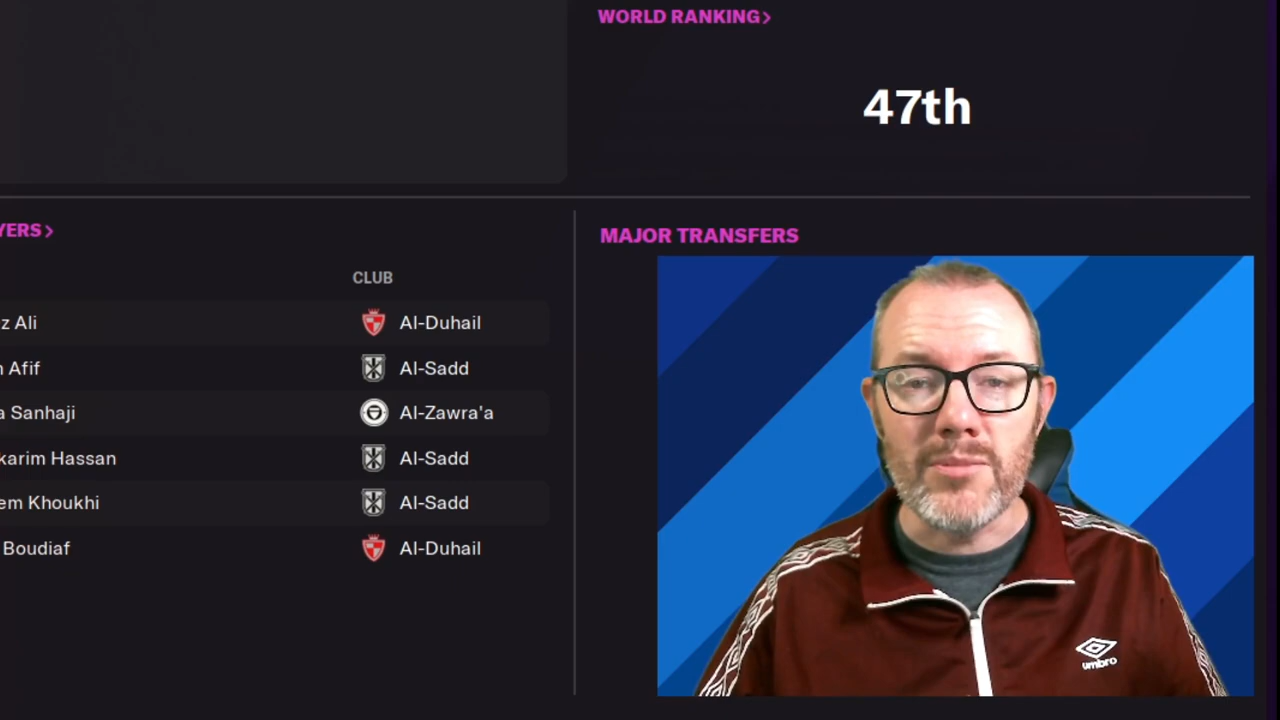 WORLD RANKING>
47th
YERS>
MAJOR TRANSFERS
CLUB
z Ali Al-Duhail
n Afif Al-Sadd
a Sanhaji Al-Zawra'a
karim Hassan Al-Sadd
em Khoukhi Al-Sadd
Boudiaf Al-Duhail
umbro